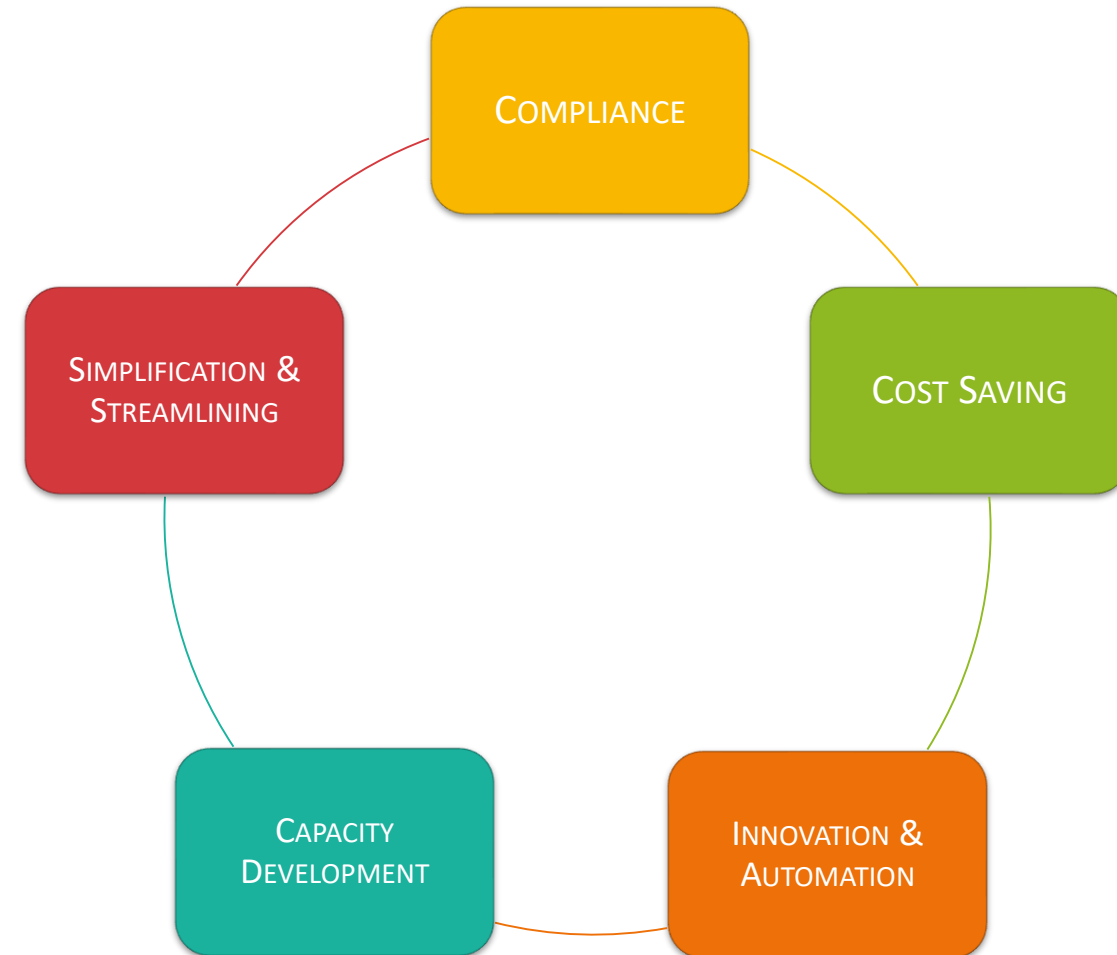 COMPLIANCE
COST SAVING
INNOVATION &
AUTOMATION
CAPACITY
DEVELOPMENT
SIMPLIFICATION &
STREAMLINING